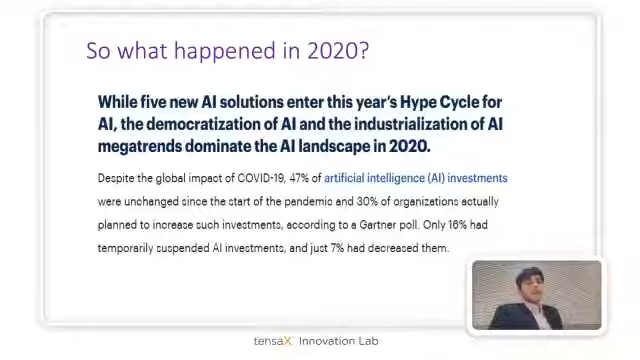 So what happened in 2020?
While five new AI solutions enter this year's Hype Cycle for
AI, the democratization of AI and the industrialization of AI
megatrends dominate the AI landscape in 2020.
Despite the global impact of COVID-19, 47% of artificial intelligence (AI) investments
were unchanged since the start of the pandemic and 30% of organizations actually
planned to increase such investments, according to a Gartner poll. Only 16% had
temporarily suspended AI investments, and just 7% had decreased them.
tensaX Innovation Lab